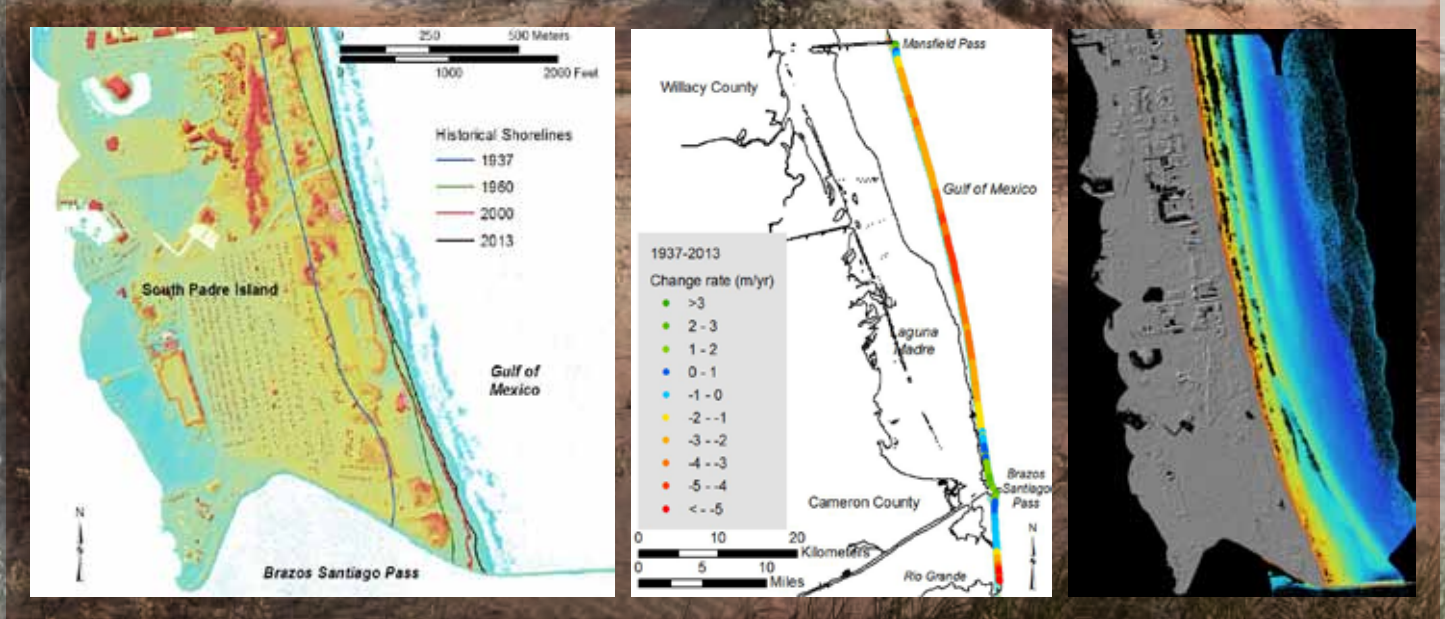 0 250 500 Meters
0 1000 2000 Feet
Historical Shorelines
1937
1960
2000
2013
South Padre Island
Gulf of
Mexico
N
Brazos Santiago Pass
Mansfield Pass
Willacy County
Gulf of Mexico
1937-2013
Change rate (m/yr)
>3
2 - 3
1 - 2
0 - 1
-1 - 0
-2 - -1
-3 - -2
-4 - -3
-5 - -4
< - -5
Laguna
Madre
Brazos
Santiago
Pass
Cameron County
N
0 10 20
Kilometers
0 5 10
Miles
Rio Grande